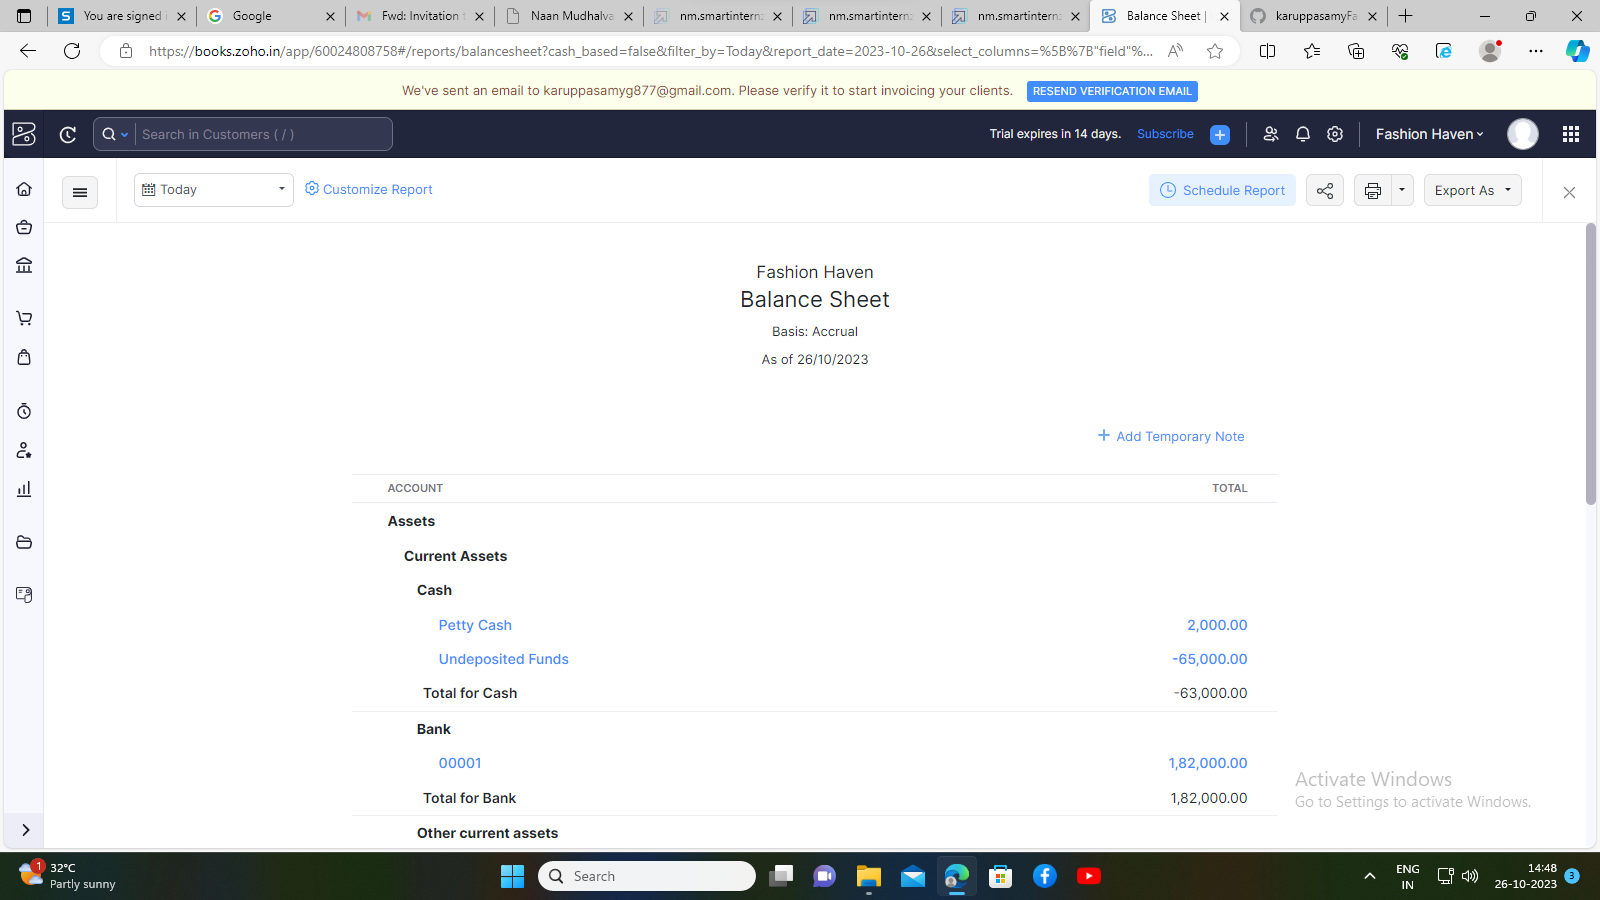 You are signed i
Google
Fwd: Invitation t
Naan Mudhalva
nm.smartintern
nm.smartintern
nm.smartintern
Balance Sheet |
karuppasamyFa
https://books.zoho.in/app/60024808758#/reports/balancesheet?cash_based=false&filter_by=Today&report_date=2023-10-26&select_columns=%5B%7B"field"%...
We've sent an email to karuppasamyg877@gmail.com. Please verify it to start invoicing your clients.
RESEND VERIFICATION EMAIL
Search in Customers ( / )
Trial expires in 14 days.
Subscribe
Fashion Haven
Today
Customize Report
Schedule Report
Export As
Fashion Haven
Balance Sheet
Basis: Accrual
As of 26/10/2023
Add Temporary Note
ACCOUNT TOTAL
Assets
Current Assets
Cash
Petty Cash 2,000.00
Undeposited Funds -65,000.00
Total for Cash -63,000.00
Bank
00001 1,82,000.00
Total for Bank 1,82,000.00
Other current assets
Activate Windows
Go to Settings to activate Windows.
1
32°C
Partly sunny
Search
ENG
IN
14:48
26-10-2023
3